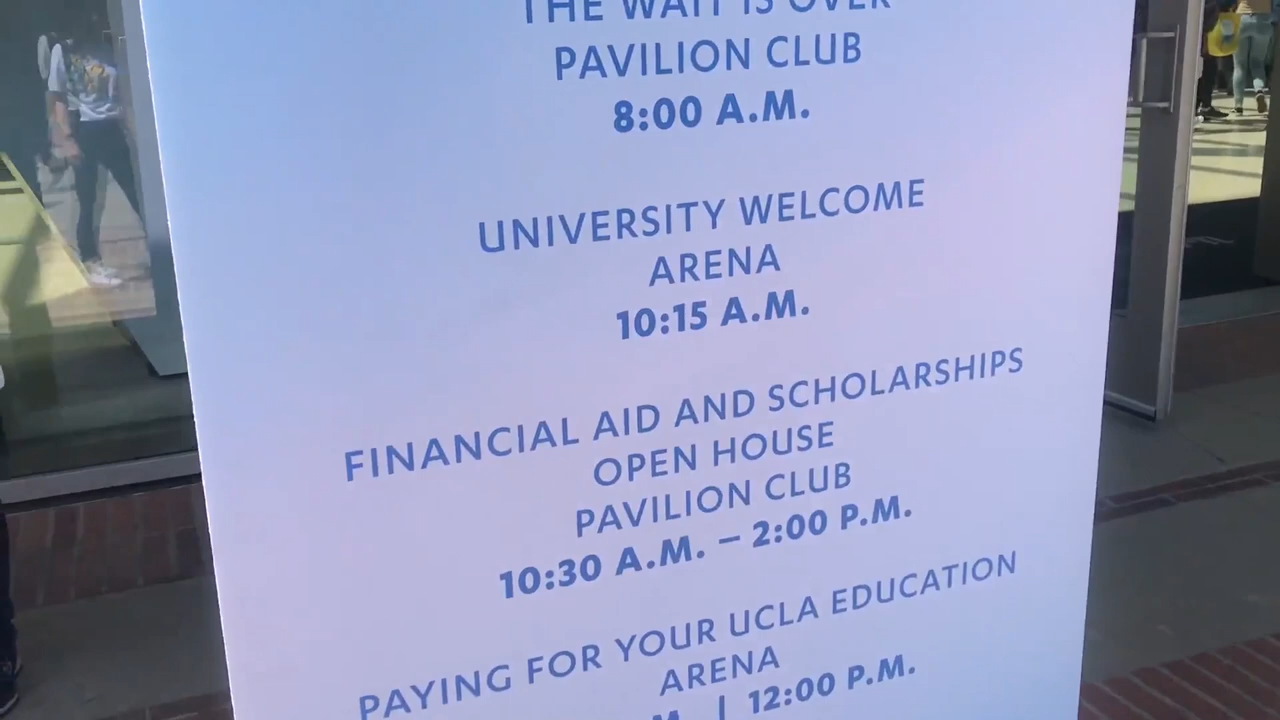 THE WAIT IS OVER
PAVILION CLUB
8:00 A.M.
UNIVERSITY WELCOME
ARENA
10:15 A.M.
FINANCIAL AID AND SCHOLARSHIPS
OPEN HOUSE
PAVILION CLUB
10:30 A.M. – 2:00 P.M.
PAYING FOR YOUR UCLA EDUCATION
ARENA
| 12:00 P.M.